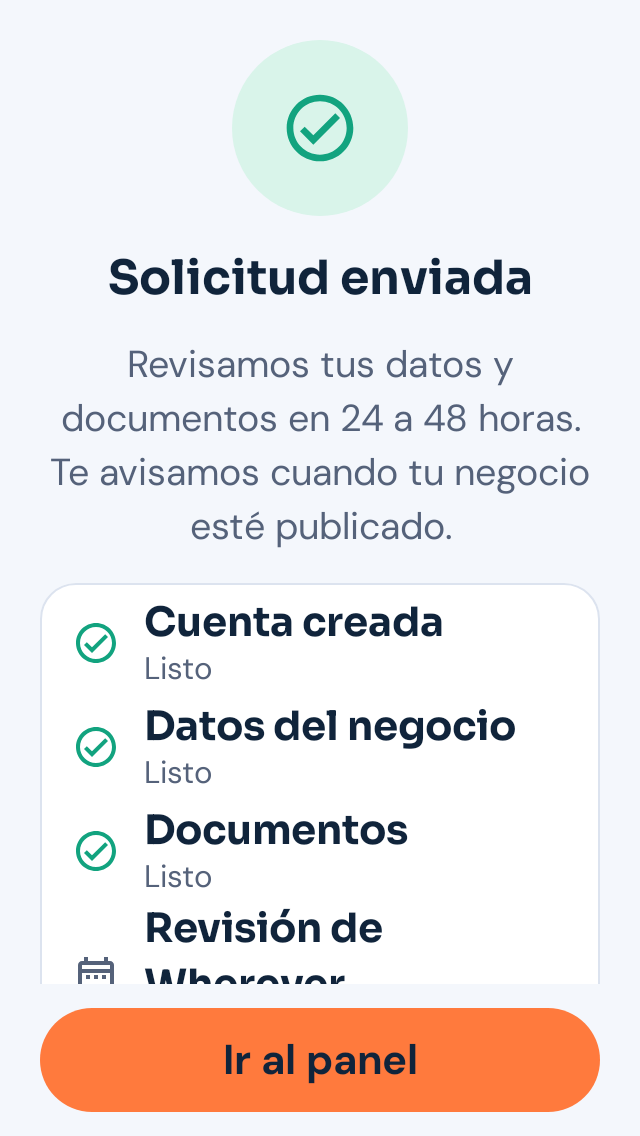 Solicitud enviada
Revisamos tus datos y
documentos en 24 a 48 horas.
Te avisamos cuando tu negocio
esté publicado.
Cuenta creada
Listo
Datos del negocio
Listo
Documentos
Listo
Revisión de
Wherever
Ir al panel